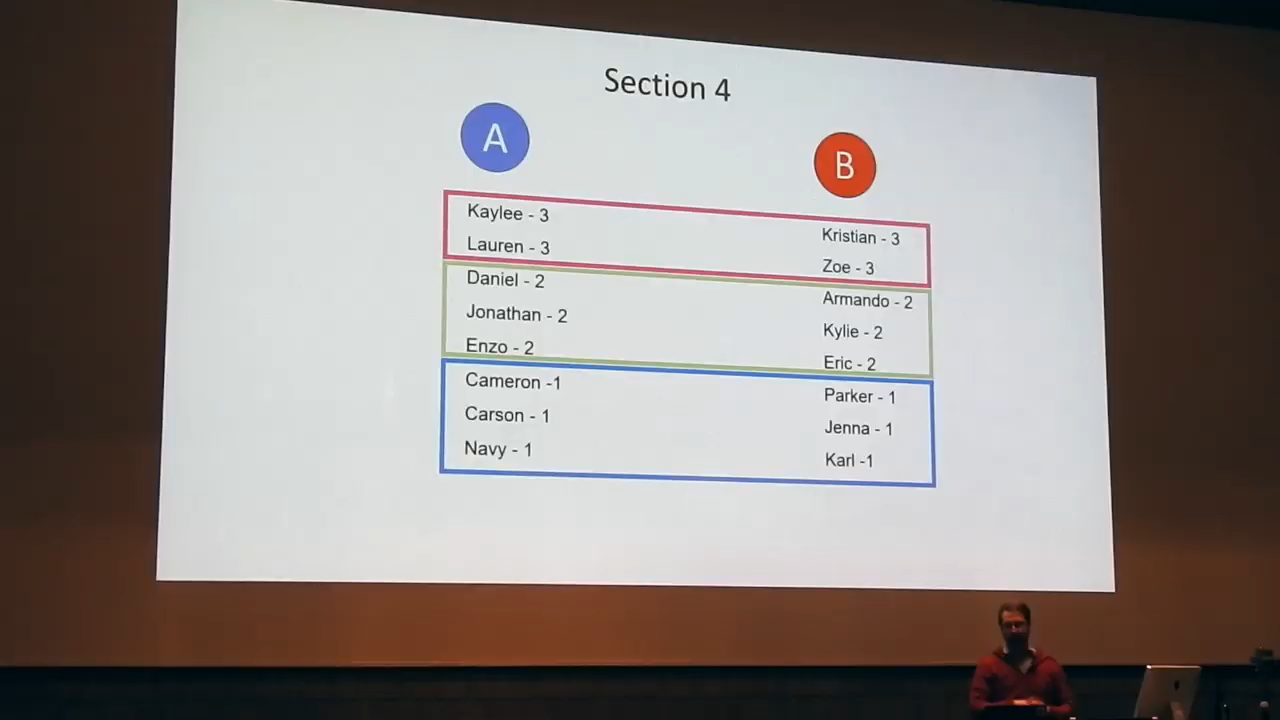 Section 4
A
B
Kaylee - 3
Lauren - 3
Daniel - 2
Jonathan - 2
Enzo - 2
Cameron -1
Carson - 1
Navy - 1
Kristian - 3
Zoe - 3
Armando - 2
Kylie - 2
Eric - 2
Parker - 1
Jenna - 1
Karl -1